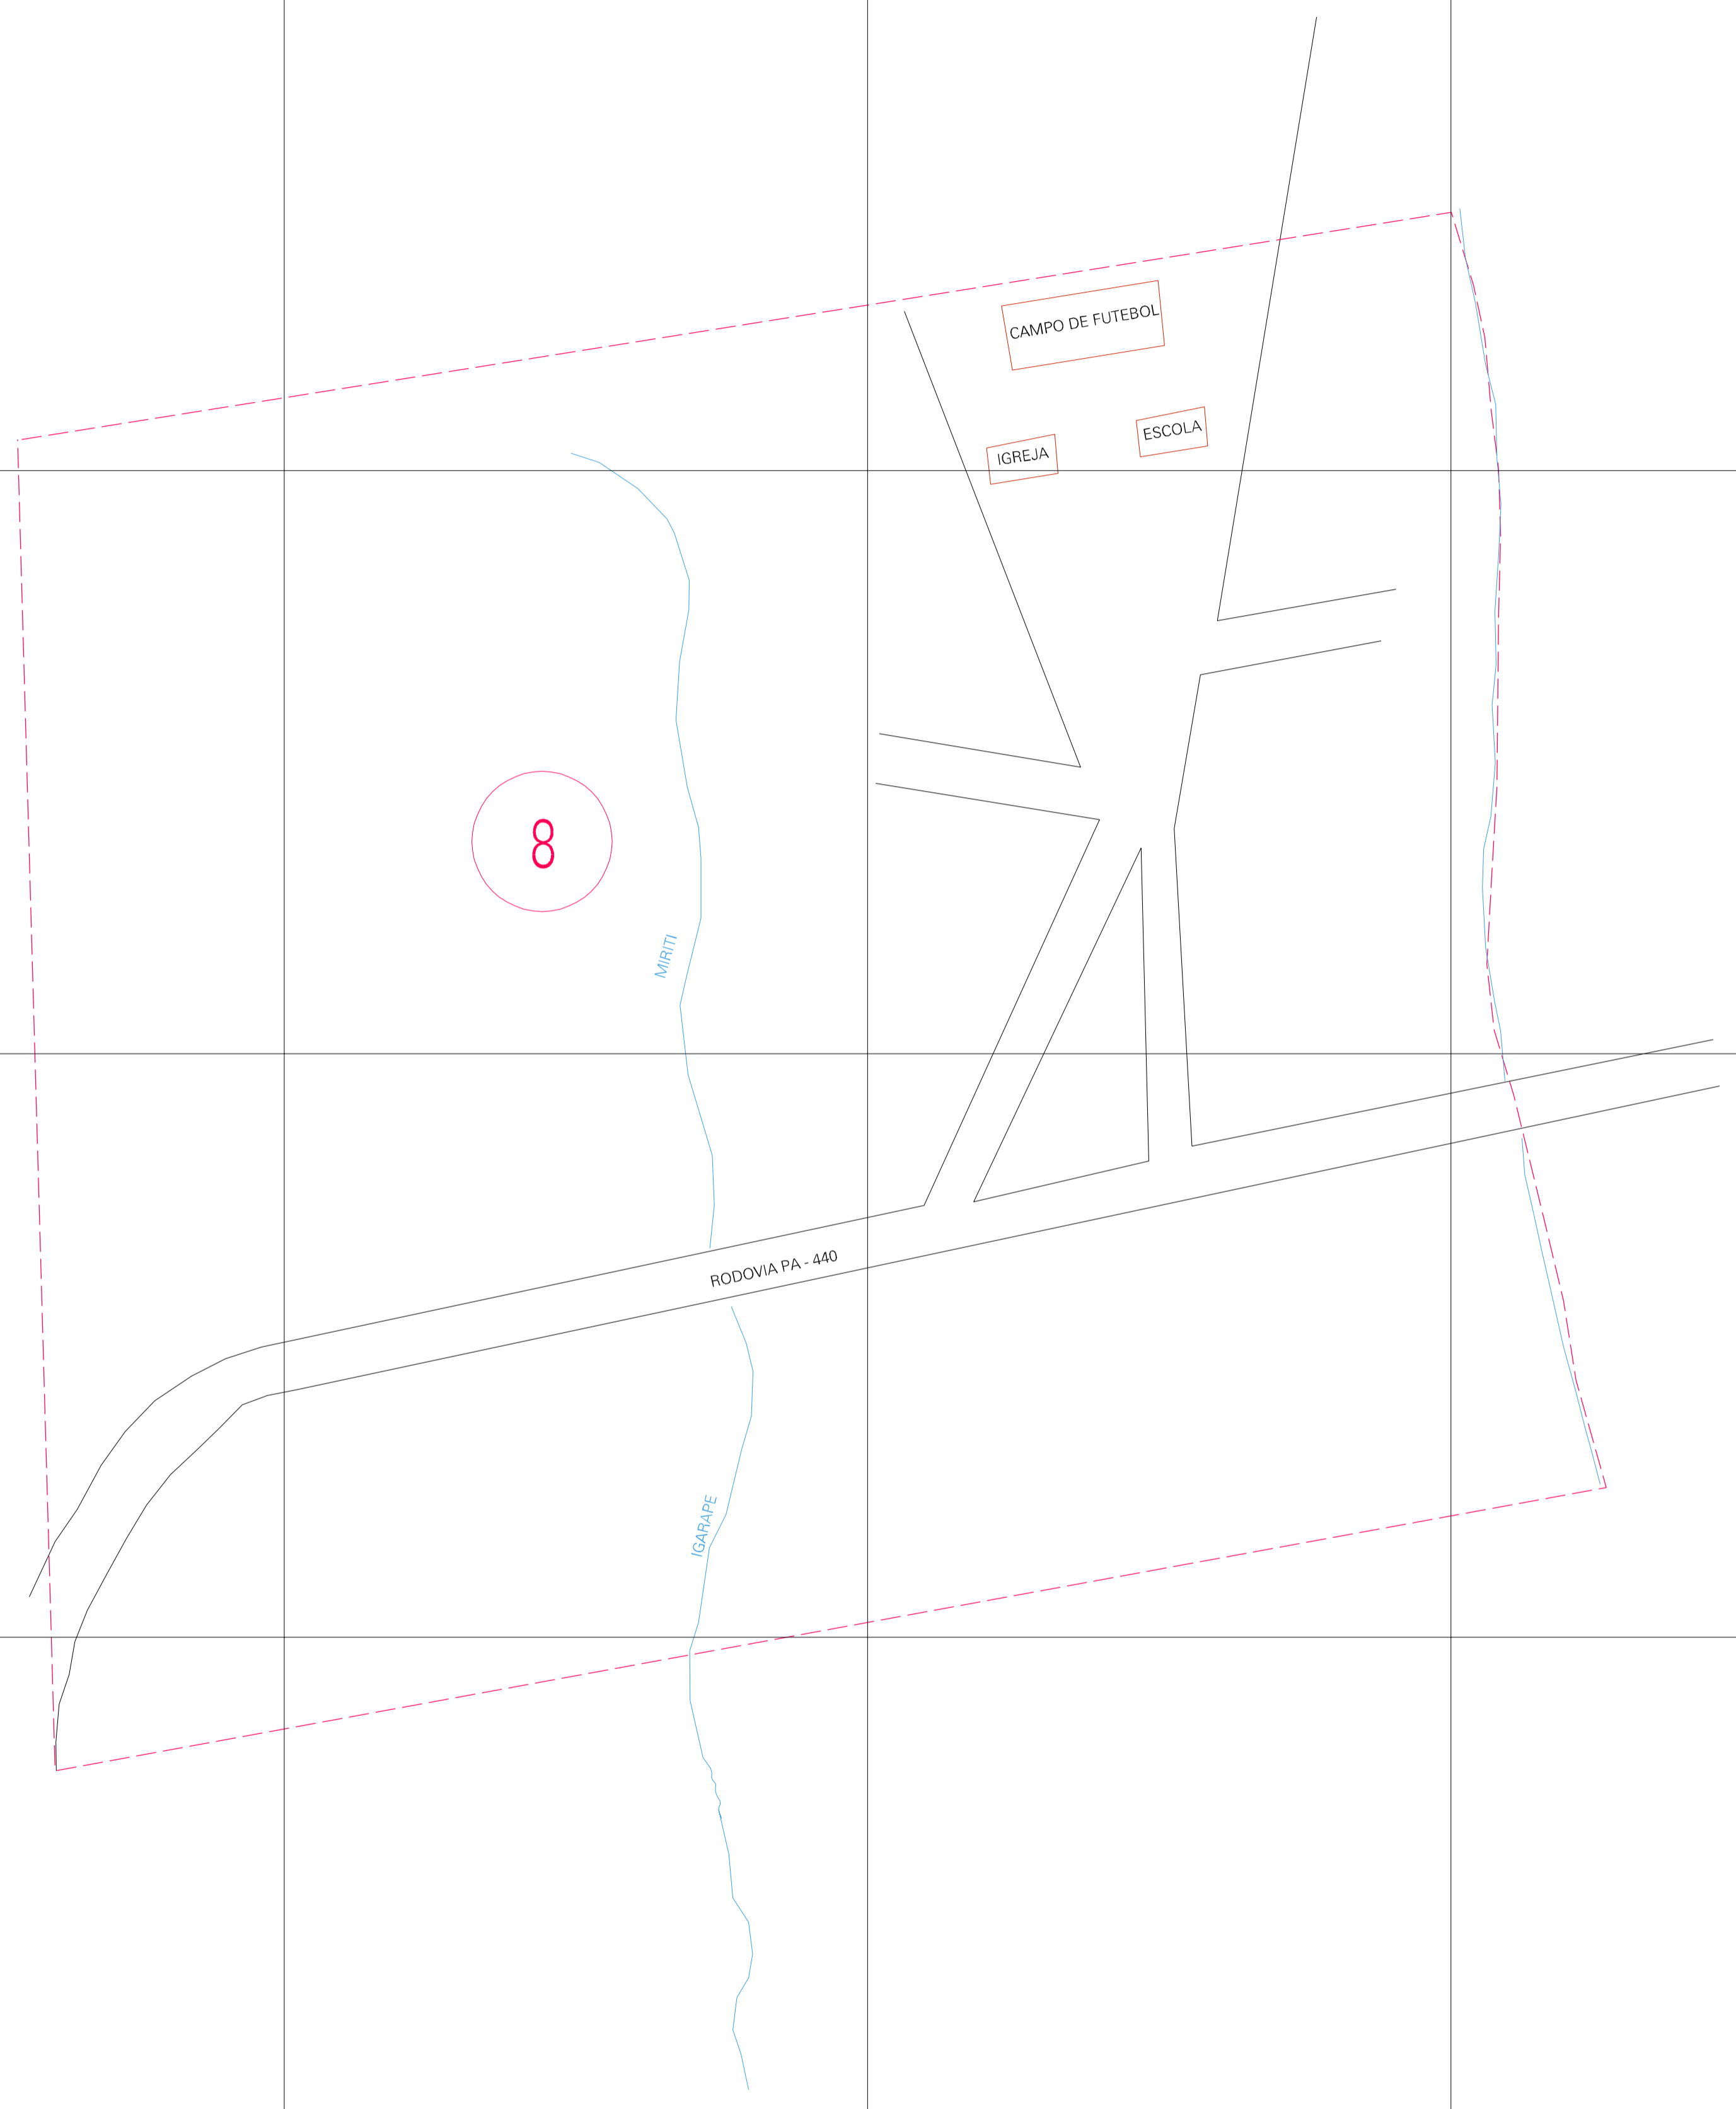 CAMPO DE FUTEBOL
ESCOLA
IGREJA
8
MIRITI
RODOVIA PA - 440
IGARAPE